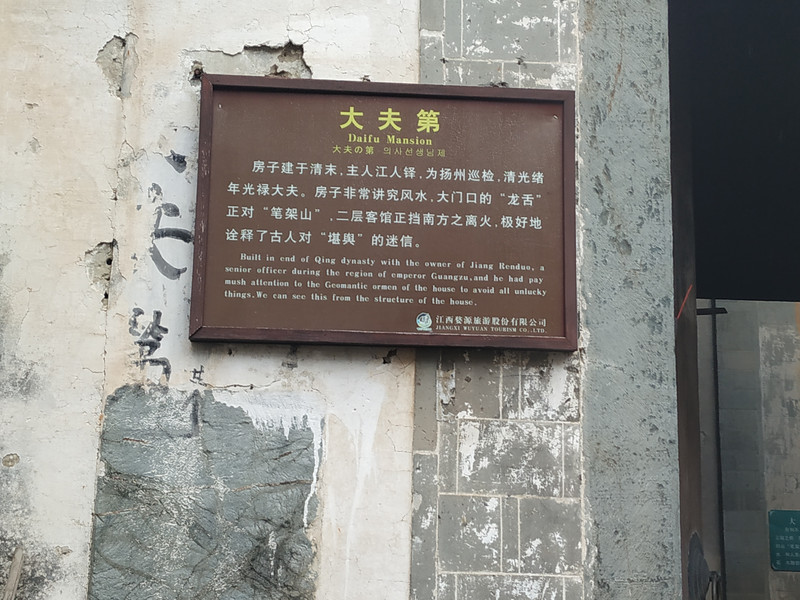 大夫第
Daifu Mansion
大夫の第 의사선생님제
房子建于清末，主人江人铎，为扬州巡检，清光绪
年光禄大夫。房子非常讲究风水，大门口的“龙舌”
正对“笔架山”，二层客馆正挡南方之离火，极好地
诠释了古人对“堪舆”的迷信。
Built in end of Qing dynasty with the owner of Jiang Renduo, a
senior officer during the region of emperor Guangzu,and he had pay
mush attention to the Geomantic ormen of the house to avoid all unlucky
things.We can see this from the structure of the house.
江西婺源旅游股份有限公司
JIANGXI WUYUAN TOURISM CO.,LTD.
大